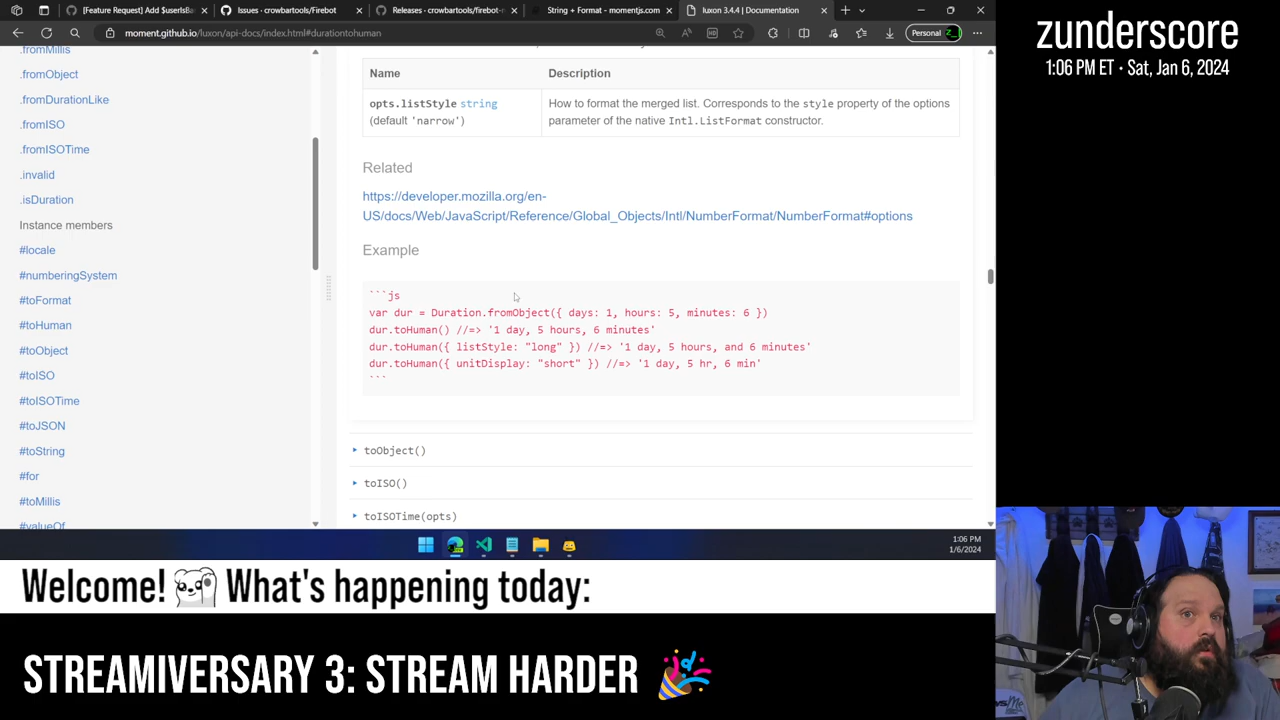 [Feature Request] Add $userIsBa
Issues · crowbartools/Firebot
Releases · crowbartools/firebot-
String + Format - momentjs.com
luxon 3.4.4 | Documentation
moment.github.io/luxon/api-docs/index.html#durationtohuman
Personal
zunderscore
1:06 PM ET • Sat, Jan 6, 2024
.fromMillis
.fromObject
.fromDurationLike
.fromISO
.fromISOTime
.invalid
.isDuration
Instance members
#locale
#numberingSystem
#toFormat
#toHuman
#toObject
#toISO
#toISOTime
#toJSON
#toString
#for
#toMillis
#valueOf
Name Description
opts.listStyle string
(default 'narrow')
How to format the merged list. Corresponds to the style property of the options
parameter of the native Intl.ListFormat constructor.
Related
https://developer.mozilla.org/en-
US/docs/Web/JavaScript/Reference/Global_Objects/Intl/NumberFormat/NumberFormat#options
Example
```js
var dur = Duration.fromObject({ days: 1, hours: 5, minutes: 6 })
dur.toHuman() //=> '1 day, 5 hours, 6 minutes'
dur.toHuman({ listStyle: "long" }) //=> '1 day, 5 hours, and 6 minutes'
dur.toHuman({ unitDisplay: "short" }) //=> '1 day, 5 hr, 6 min'
```
toObject()
toISO()
toISOTime(opts)
1:06 PM
1/6/2024
Welcome! What's happening today:
STREAMIVERSARY 3: STREAM HARDER